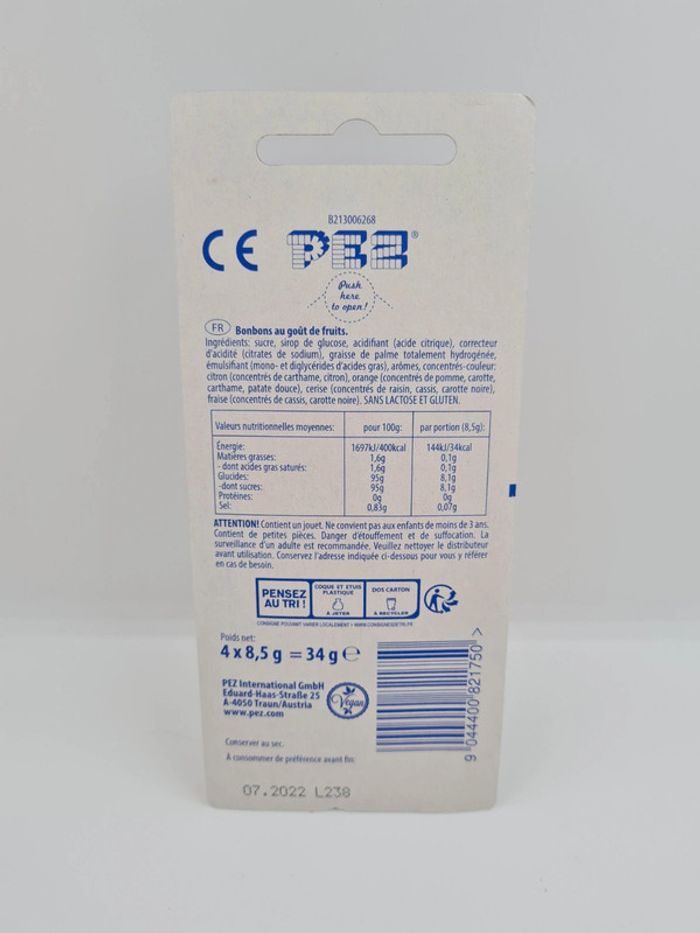 B213006268
CE PEZ®
Push
here
to open!
FR Bonbons au goût de fruits.
Ingrédients: sucre, sirop de glucose, acidifiant (acide citrique), correcteur
d'acidité (citrates de sodium), graisse de palme totalement hydrogénée,
émulsifiant (mono- et diglycérides d'acides gras), arômes, concentrés-couleur:
citron (concentrés de carthame, citron), orange (concentrés de pomme, carotte,
carthame, patate douce), cerise (concentrés de raisin, cassis, carotte noire),
fraise (concentrés de cassis, carotte noire). SANS LACTOSE ET GLUTEN.
Valeurs nutritionnelles moyennes: pour 100g: par portion (8,5g):
Énergie: 1697kJ/400kcal 144kJ/34kcal
Matières grasses: 1,6g 0,1g
- dont acides gras saturés: 1,6g 0,1g
Glucides: 95g 8,1g
-dont sucres: 95g 8,1g
Protéines: 0g 0g
Sel: 0,83g 0,07g
ATTENTION! Contient un jouet. Ne convient pas aux enfants de moins de 3 ans.
Contient de petites pièces. Danger d'étouffement et de suffocation. La
surveillance d'un adulte est recommandée. Veuillez nettoyer le distributeur
avant utilisation. Conservez l'adresse indiquée ci-dessous pour vous y référer
en cas de besoin.
PENSEZ
AU TRI !
COQUE ET ETUIS
PLASTIQUE
À JETER
DOS CARTON
À RECYCLER
CONSIGNE POUVANT VARIER LOCALEMENT > WWW.CONSIGNESDETRI.FR
Poids net:
4 x 8,5 g = 34 g ℮
PEZ International GmbH
Eduard-Haas-Straße 25
A-4050 Traun/Austria
www.pez.com
Vegan
9 044400 821750 >
Conserver au sec.
À consommer de préférence avant fin:
07.2022 L238